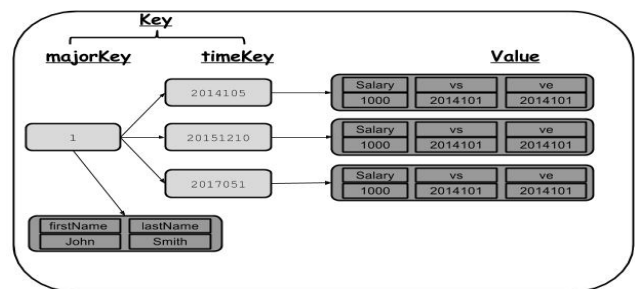 Key
majorKey timeKey Value
2014105
Salary vs ve
1000 2014101 2014101
1
20151210
Salary vs ve
1000 2014101 2014101
2017051
Salary vs ve
1000 2014101 2014101
firstName lastName
John Smith